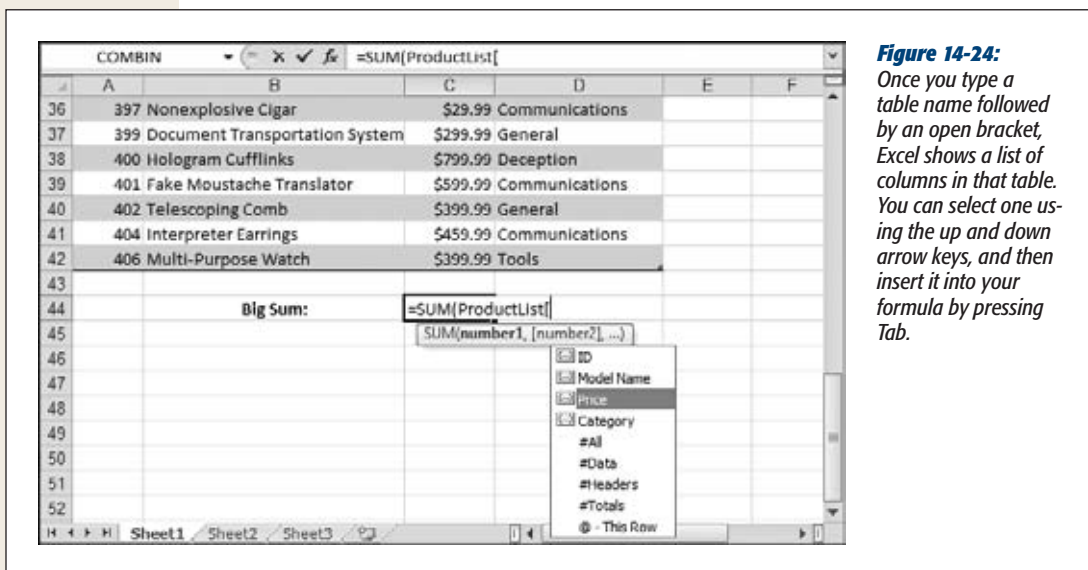 COMBIN fx =SUM(ProductList[
A B C D E F
36 397 Nonexplosive Cigar $29.99 Communications
37 399 Document Transportation System $299.99 General
38 400 Hologram Cufflinks $799.99 Deception
39 401 Fake Moustache Translator $599.99 Communications
40 402 Telescoping Comb $399.99 General
41 404 Interpreter Earrings $459.99 Communications
42 406 Multi-Purpose Watch $399.99 Tools
43
44 Big Sum: =SUM(ProductList[
45 SUM(number1, [number2], ...)
46 ID
47 Model Name
48 Price
49 Category
#All
50 #Data
51 #Headers
52 #Totals
@ - This Row
Sheet1 Sheet2 Sheet3
Figure 14-24:
Once you type a
table name followed
by an open bracket,
Excel shows a list of
columns in that table.
You can select one us-
ing the up and down
arrow keys, and then
insert it into your
formula by pressing
Tab.